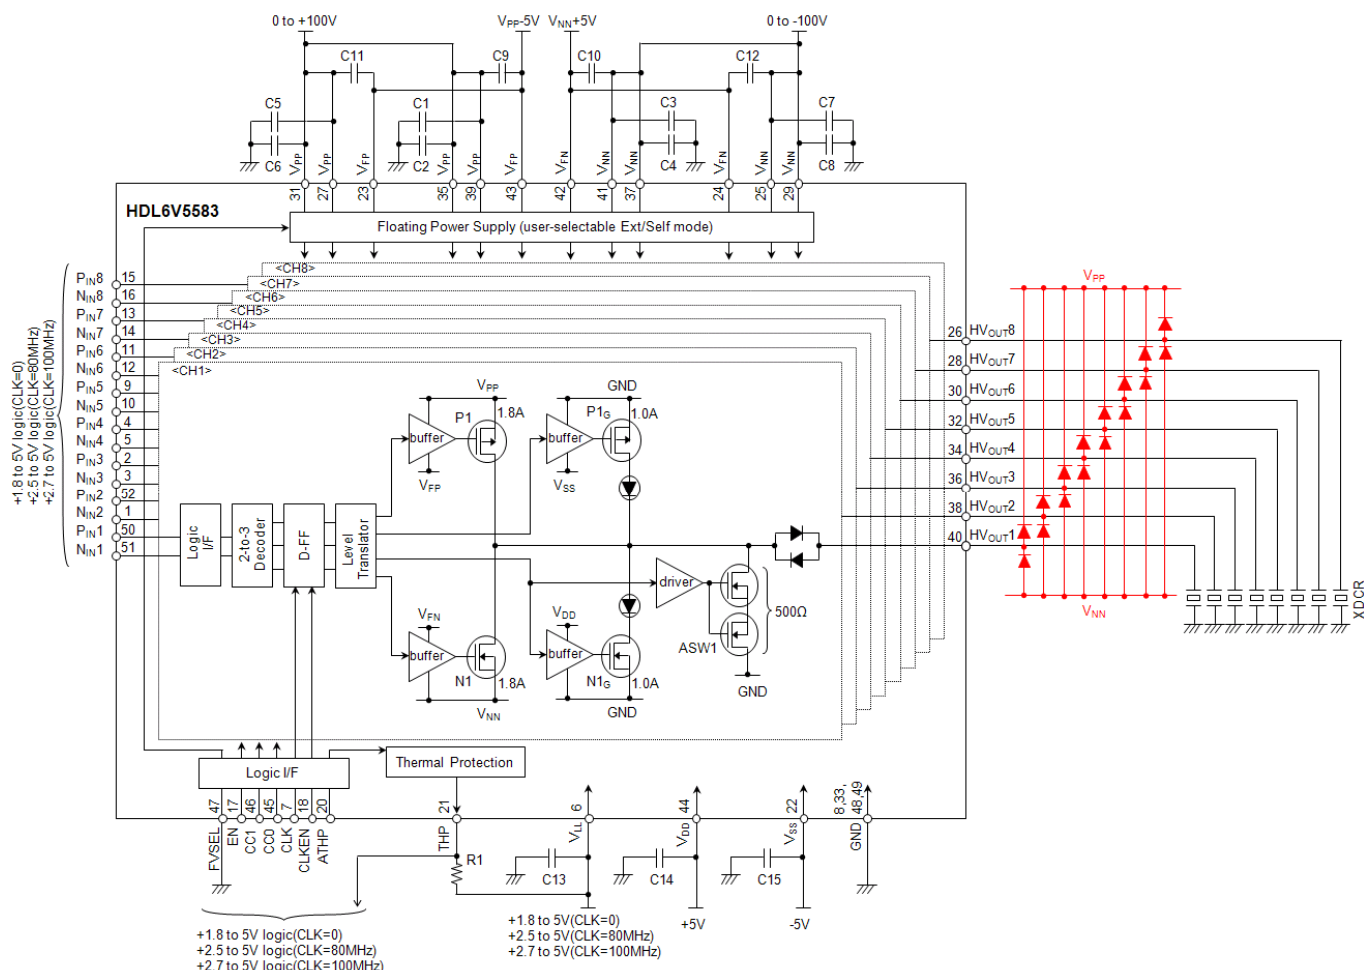 0 to +100V
VPP-5V
VNN+5V
0 to -100V
C11
C9
C10
C12
C5
C1
C3
C7
C6
C2
C4
C8
VPP
VPP
VFP
VPP
VPP
VFP
VFN
VNN
VNN
VFN
VNN
VNN
31
27
23
35
39
43
42
41
37
24
25
29
HDL6V5583
Floating Power Supply (user-selectable Ext/Self mode)
+1.8 to 5V logic(CLK=0)
+2.5 to 5V logic(CLK=80MHz)
+2.7 to 5V logic(CLK=100MHz)
PIN8 15
NIN8 16
PIN7 13
NIN7 14
PIN6 11
NIN6 12
PIN5 9
NIN5 10
PIN4 4
NIN4 5
PIN3 2
NIN3 3
PIN2 52
NIN2 1
PIN1 50
NIN1 51
<CH8>
<CH7>
<CH6>
<CH5>
<CH4>
<CH3>
<CH2>
<CH1>
Logic
I/F
2-to-3
Decoder
D-FF
Level
Translator
VPP
P1
1.8A
buffer
VFP
GND
P1G
1.0A
buffer
VSS
VFN
buffer
N1
1.8A
VNN
VDD
buffer
N1G
1.0A
GND
driver
ASW1
500Ω
GND
26 HVOUT8
28 HVOUT7
30 HVOUT6
32 HVOUT5
34 HVOUT4
36 HVOUT3
38 HVOUT2
40 HVOUT1
VPP
VNN
XDCR
Logic I/F
Thermal Protection
47
17
46
45
7
18
20
21
6
44
22
8,33,
48,49
FVSEL
EN
CC1
CC0
CLK
CLKEN
ATHP
THP
VLL
VDD
VSS
GND
R1
C13
C14
C15
+1.8 to 5V logic(CLK=0)
+2.5 to 5V logic(CLK=80MHz)
+2.7 to 5V logic(CLK=100MHz)
+1.8 to 5V(CLK=0)
+2.5 to 5V(CLK=80MHz)
+2.7 to 5V(CLK=100MHz)
+5V
-5V